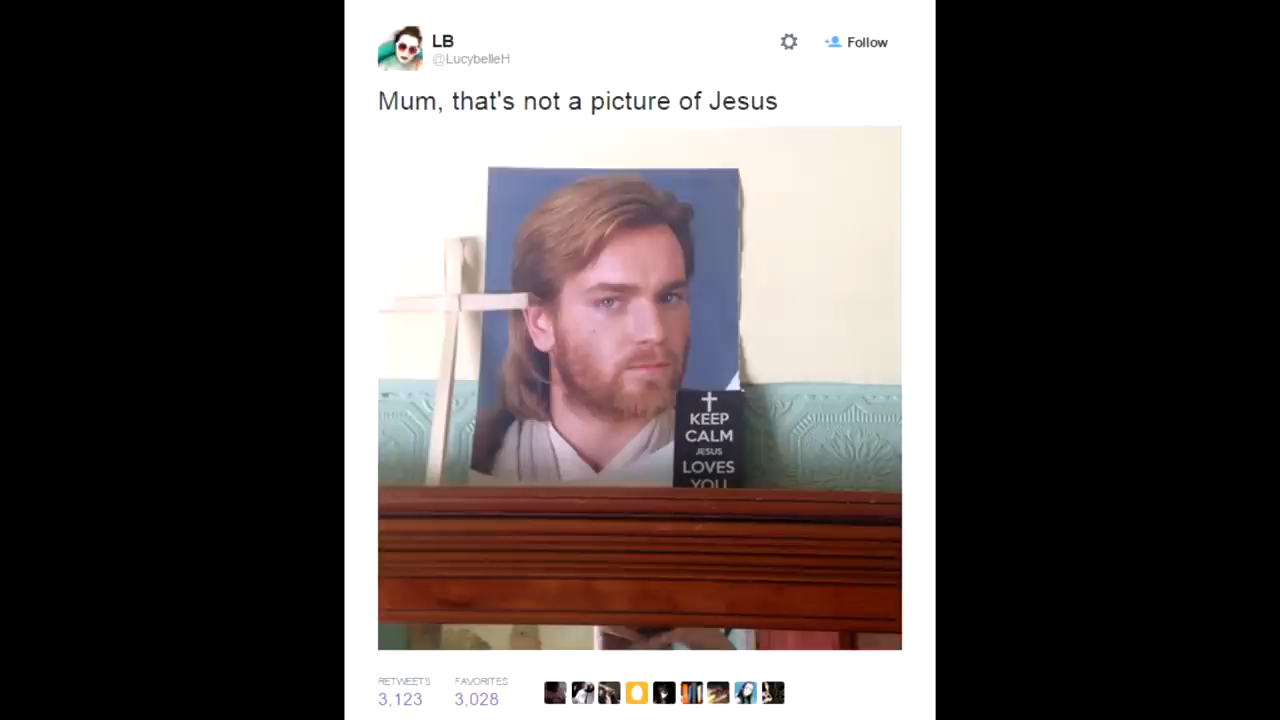 LB
@LucybelleH
Follow
Mum, that's not a picture of Jesus
KEEP
CALM
JESUS
LOVES
YOU
RETWEETS
FAVORITES
3,123
3,028